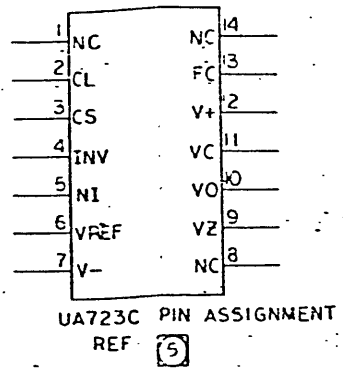 1 NC NC 14
2 CL FC 13
3 CS V+ 12
4 INV VC 11
5 NI VO 10
6 VREF VZ 9
7 V- NC 8
UA723C PIN ASSIGNMENT
REF 5